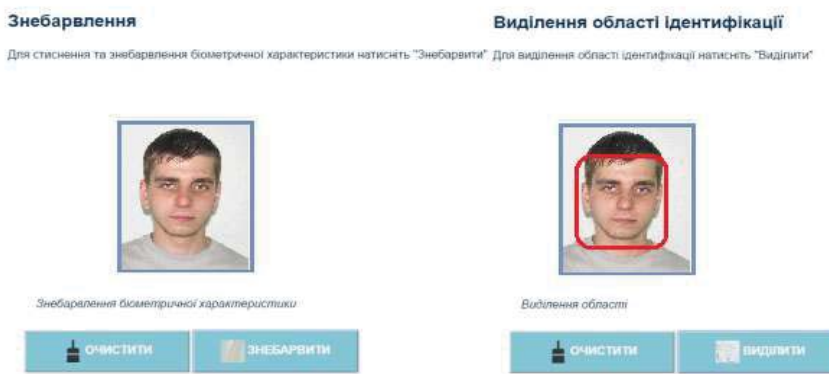 Знебарвлення
Для стиснення та знебарвлення біометричної характеристики натисніть "Знебарвити"
Знебарвлення біометричної характеристики
ОЧИСТИТИ
ЗНЕБАРВИТИ
Виділення області ідентифікації
Для виділення області ідентифікації натисніть "Виділити"
Виділення області
ОЧИСТИТИ
ВИДІЛИТИ